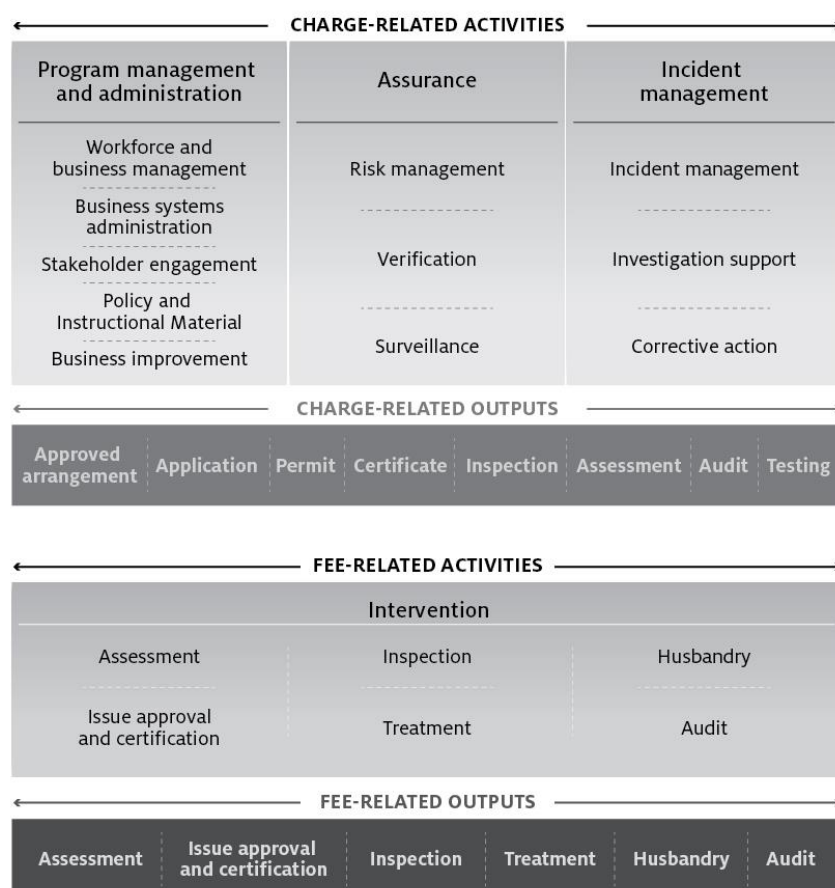 CHARGE-RELATED ACTIVITIES
Program management
and administration
Workforce and
business management
Business systems
administration
Stakeholder engagement
Policy and
Instructional Material
Business improvement
Assurance
Risk management
Verification
Surveillance
Incident
management
Incident management
Investigation support
Corrective action
CHARGE-RELATED OUTPUTS
Approved
arrangement
Application
Permit
Certificate
Inspection
Assessment
Audit
Testing
FEE-RELATED ACTIVITIES
Intervention
Assessment
Inspection
Husbandry
Issue approval
and certification
Treatment
Audit
FEE-RELATED OUTPUTS
Assessment
Issue approval
and certification
Inspection
Treatment
Husbandry
Audit